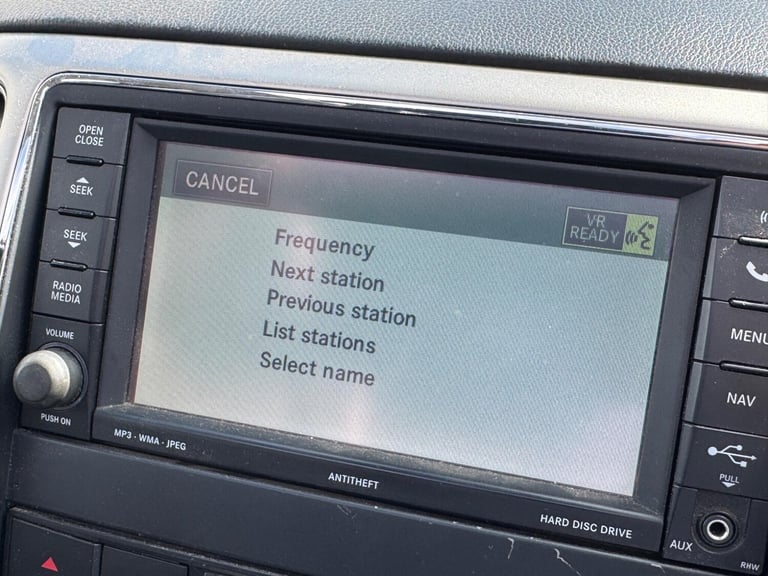 OPEN
CLOSE
SEEK
SEEK
RADIO
MEDIA
VOLUME
PUSH ON
CANCEL
VR
READY
Frequency
Next station
Previous station
List stations
Select name
MP3 · WMA · JPEG
ANTITHEFT
HARD DISC DRIVE
MENU
NAV
PULL
AUX
RHW